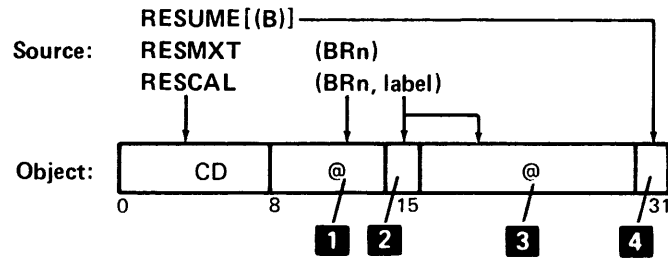 RESUME[(B)]
Source: RESMXT (BRn)
RESCAL (BRn, label)
Object: CD @ @
0 8 15 31
1 2 3 4